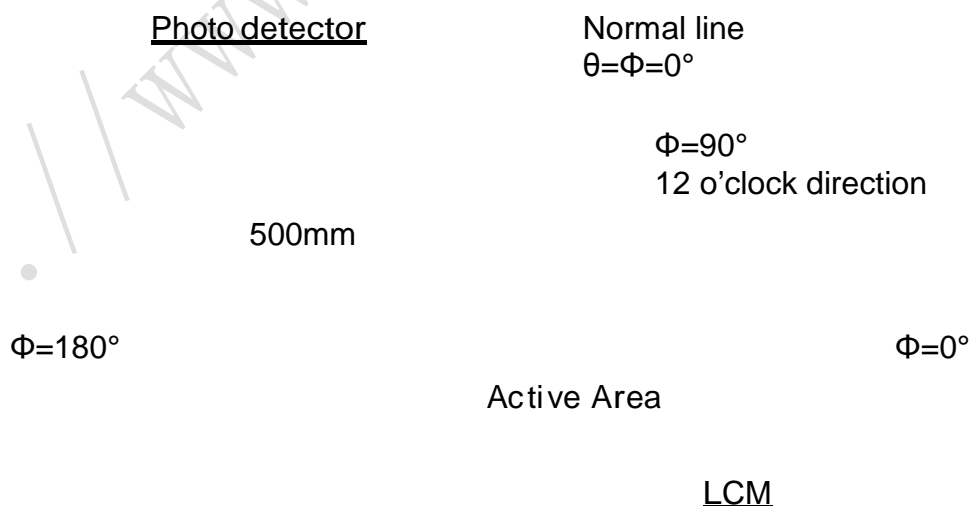 Photo detector
Normal line
θ=Φ=0°
Φ=90°
12 o’clock direction
500mm
Φ=180°
Φ=0°
Active Area
LCM